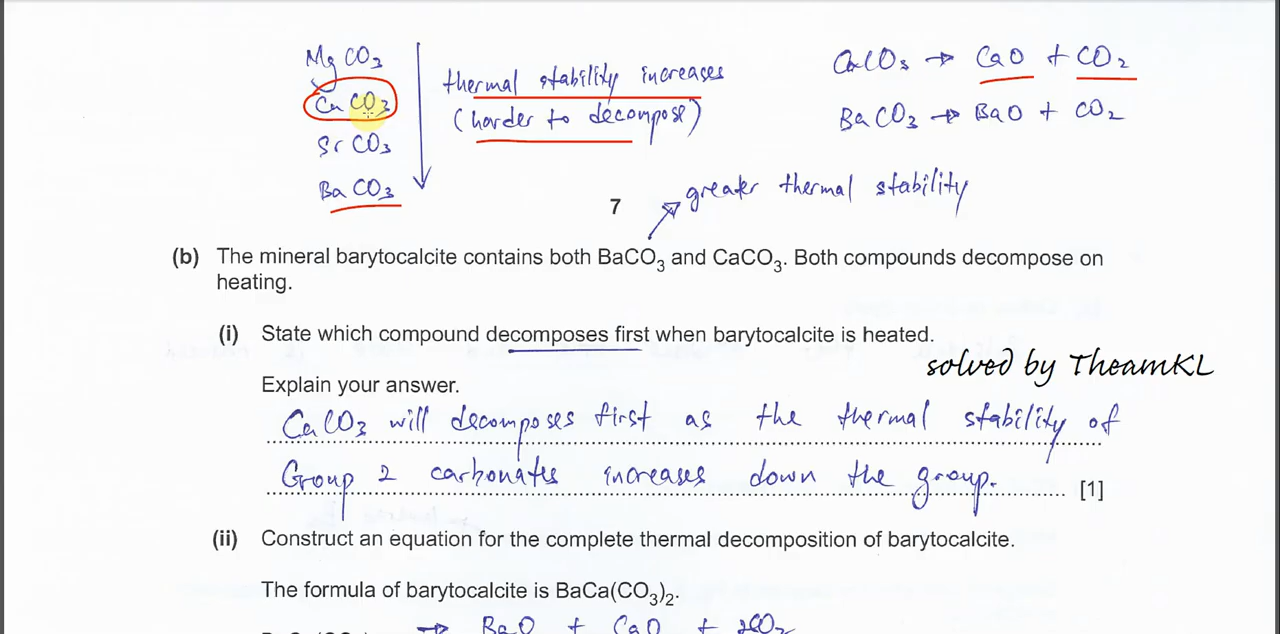 MgCO3
CaCO3
SrCO3
BaCO3
thermal stability increases
(harder to decompose)
CaCO3 → CaO + CO2
BaCO3 → BaO + CO2
7
greater thermal stability
(b) The mineral barytocalcite contains both BaCO3 and CaCO3. Both compounds decompose on
heating.
(i) State which compound decomposes first when barytocalcite is heated.
solved by TheamKL
Explain your answer.
CaCO3 will decomposes first as the thermal stability of
Group 2 carbonates increases down the group.
[1]
(ii) Construct an equation for the complete thermal decomposition of barytocalcite.
The formula of barytocalcite is BaCa(CO3)2.
→ BaO + CaO + 2CO2